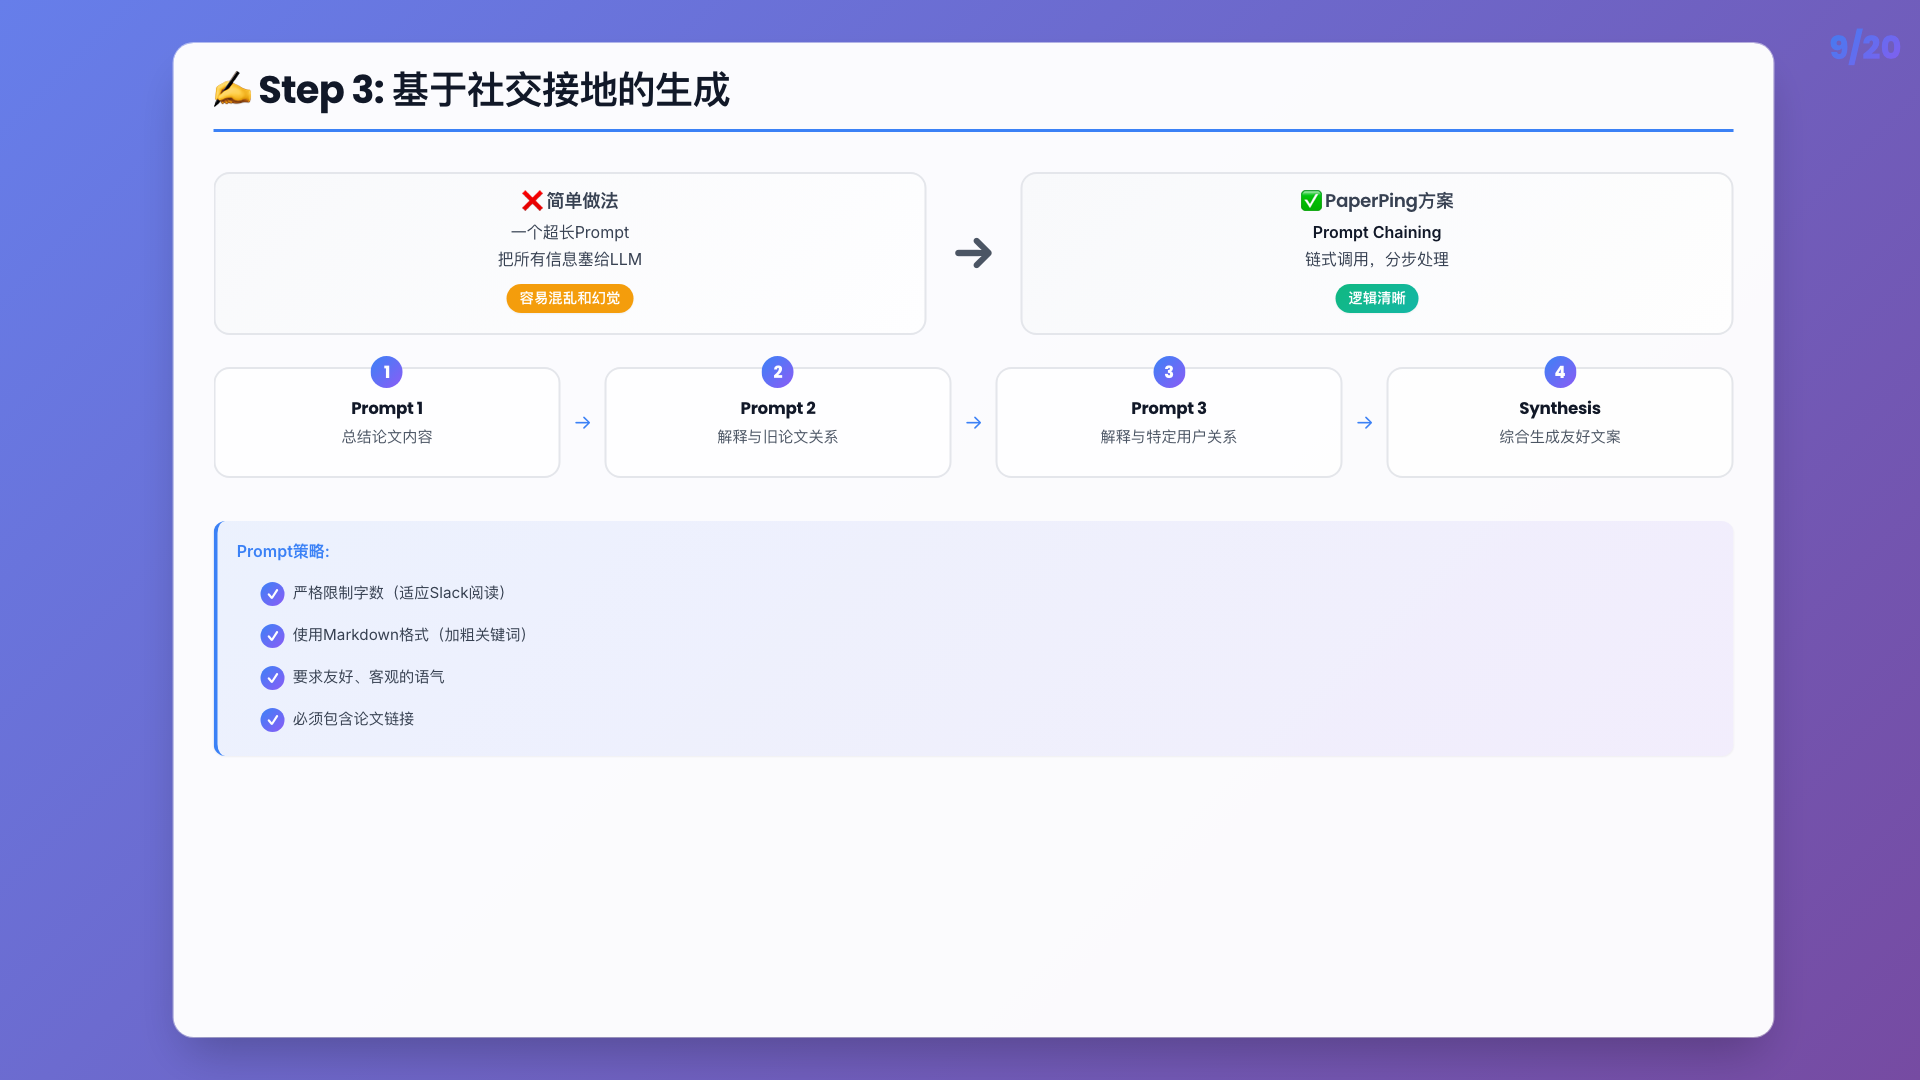 9/20
✍️ Step 3: 基于社交接地的生成
❌ 简单做法
一个超长Prompt
把所有信息塞给LLM
容易混乱和幻觉
→
✅ PaperPing方案
Prompt Chaining
链式调用，分步处理
逻辑清晰
1
Prompt 1
总结论文内容
→
2
Prompt 2
解释与旧论文关系
→
3
Prompt 3
解释与特定用户关系
→
4
Synthesis
综合生成友好文案
Prompt策略:
严格限制字数（适应Slack阅读）
使用Markdown格式（加粗关键词）
要求友好、客观的语气
必须包含论文链接